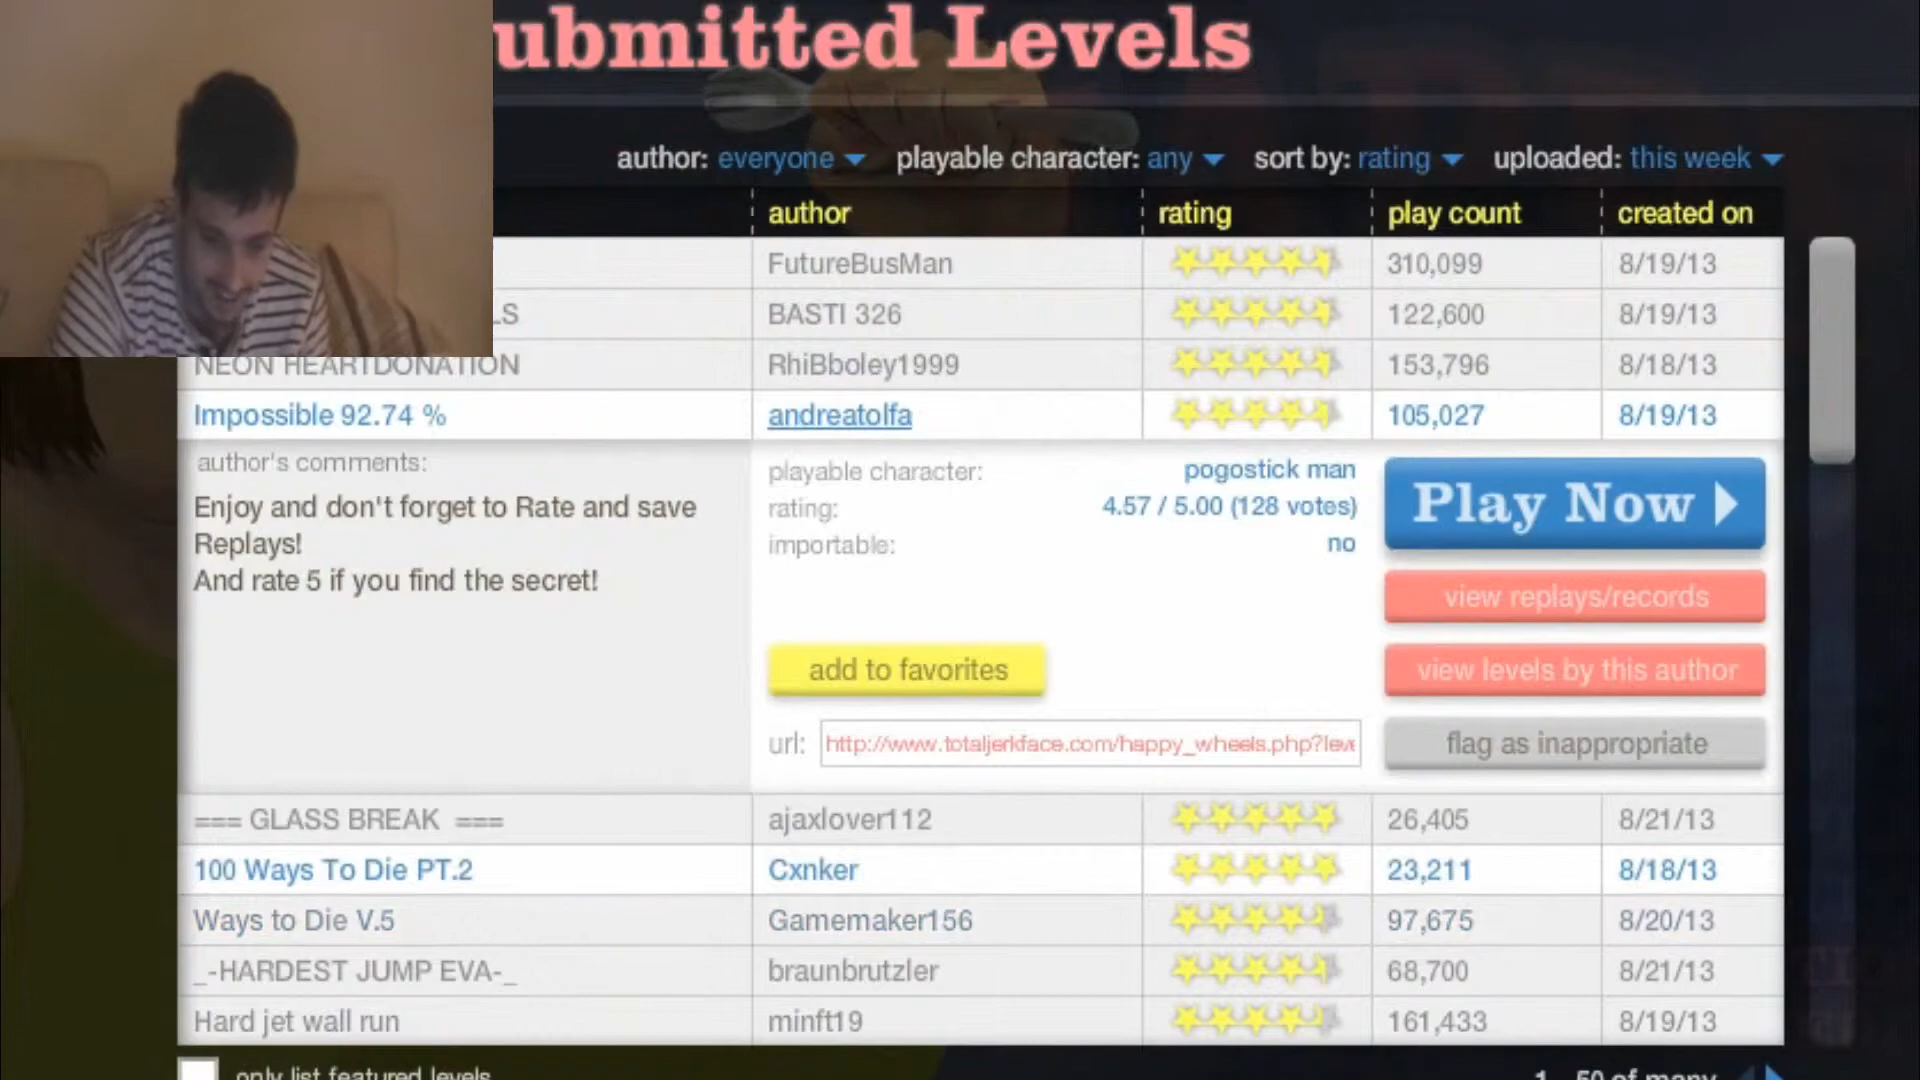 ubmitted Levels
author: everyone playable character: any sort by: rating uploaded: this week
author rating play count created on
FutureBusMan 310,099 8/19/13
LS BASTI 326 122,600 8/19/13
NEON HEARTDONATION RhiBboley1999 153,796 8/18/13
Impossible 92.74 % andreatolfa 105,027 8/19/13
author's comments:
Enjoy and don't forget to Rate and save
Replays!
And rate 5 if you find the secret!
playable character: pogostick man
rating: 4.57 / 5.00 (128 votes)
importable: no
add to favorites
url: http://www.totaljerkface.com/happy_wheels.php?leve
Play Now
view replays/records
view levels by this author
flag as inappropriate
=== GLASS BREAK === ajaxlover112 26,405 8/21/13
100 Ways To Die PT.2 Cxnker 23,211 8/18/13
Ways to Die V.5 Gamemaker156 97,675 8/20/13
_-HARDEST JUMP EVA-_ braunbrutzler 68,700 8/21/13
Hard jet wall run minft19 161,433 8/19/13
only list featured levels
1 - 50 of many